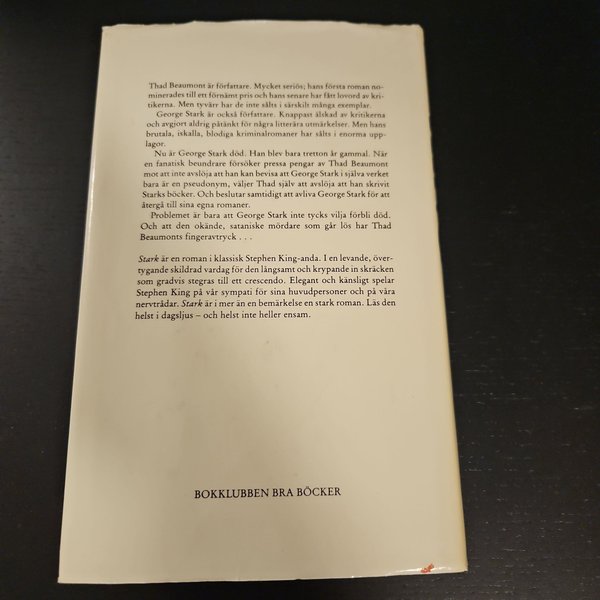 Thad Beaumont är författare. Mycket seriös; hans första roman no-
minerades till ett förnämt pris och hans senare har fått lovord av kri-
tikerna. Men tyvärr har de inte sålts i särskilt många exemplar.
George Stark är också författare. Knappast älskad av kritikerna
och avgjort aldrig påtänkt för några litterära utmärkelser. Men hans
brutala, iskalla, blodiga kriminalromaner har sålts i enorma upp-
lagor.
Nu är George Stark död. Han blev bara tretton år gammal. När
en fanatisk beundrare försöker pressa pengar av Thad Beaumont
mot att inte avslöja att han kan bevisa att George Stark i själva verket
bara är en pseudonym, väljer Thad själv att avslöja att han skrivit
Starks böcker. Och beslutar samtidigt att avliva George Stark för att
återgå till sina egna romaner.
Problemet är bara att George Stark inte tycks vilja förbli död.
Och att den okände, sataniske mördare som går lös har Thad
Beaumonts fingeravtryck . . .
Stark är en roman i klassisk Stephen King-anda. I en levande, över-
tygande skildrad vardag för den långsamt och krypande in skräcken
som gradvis stegras till ett crescendo. Elegant och känsligt spelar
Stephen King på vår sympati för sina huvudpersoner och på våra
nervtrådar. Stark är i mer än en bemärkelse en stark roman. Läs den
helst i dagsljus – och helst inte heller ensam.
BOKKLUBBEN BRA BÖCKER